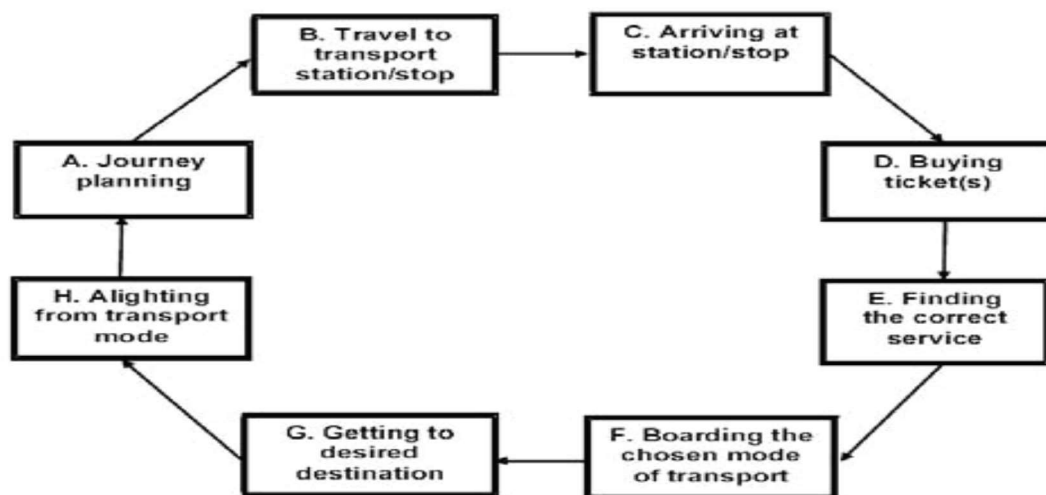 A. Journey
planning
B. Travel to
transport
station/stop
C. Arriving at
station/stop
D. Buying
ticket(s)
E. Finding
the correct
service
F. Boarding the
chosen mode
of transport
G. Getting to
desired
destination
H. Alighting
from transport
mode